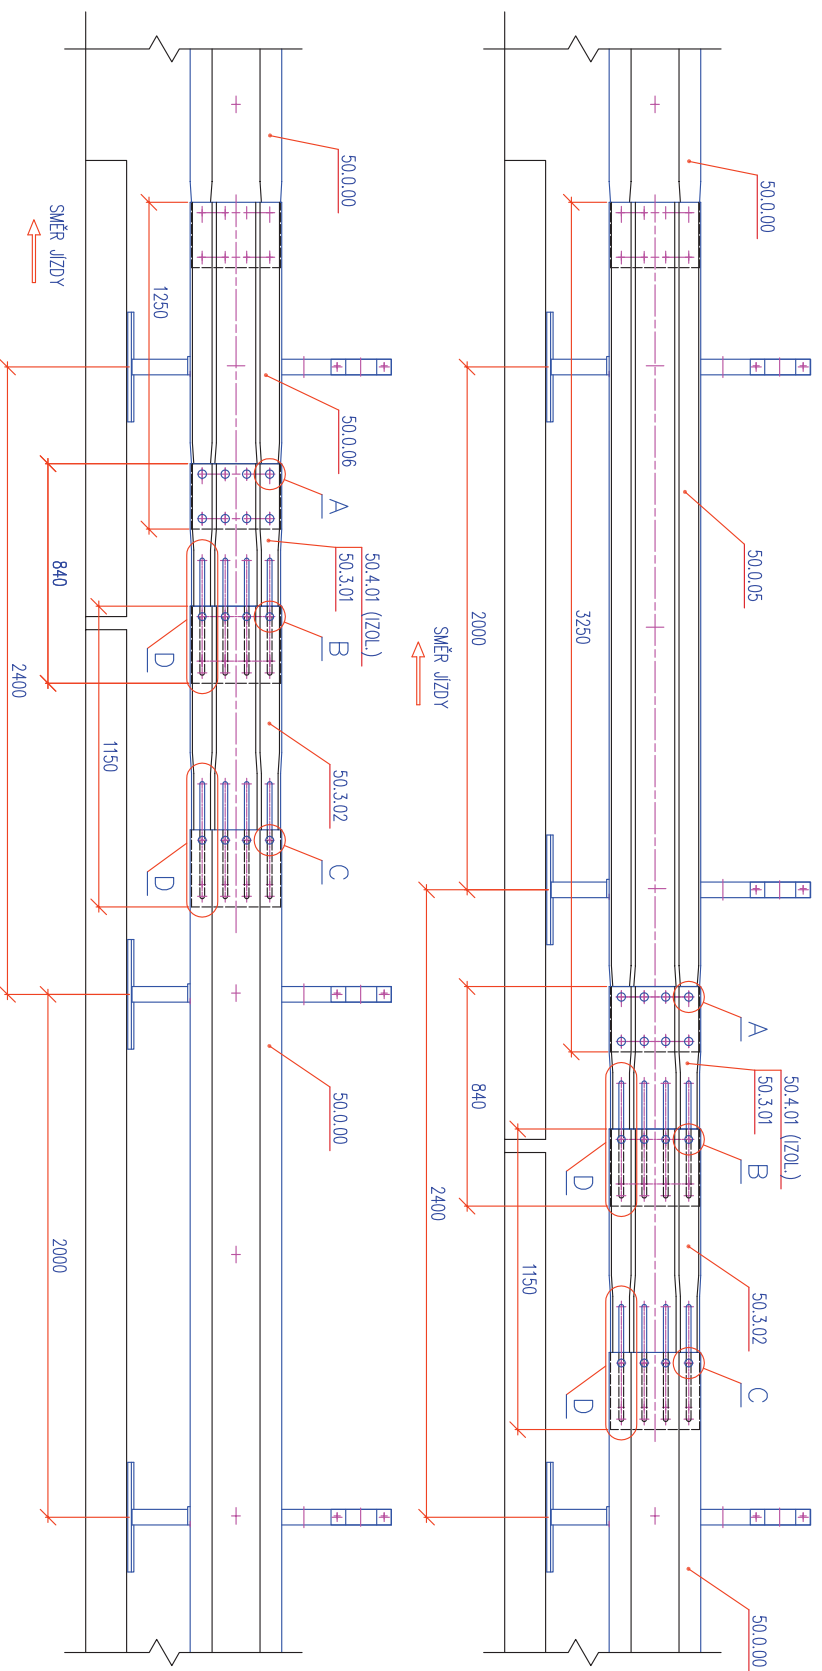 50.0.00
50.0.05
A
50.4.01 (IZOL.)
50.3.01
B
50.3.02
C
50.0.00
D
D
3250
1150
2000
840
2400
SMĚR JÍZDY
50.0.00
50.0.06
A
50.4.01 (IZOL.)
50.3.01
B
50.3.02
C
50.0.00
D
D
1250
1150
SMĚR JÍZDY
840
2000
2400